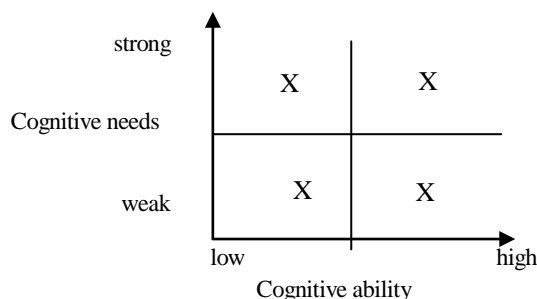 strong
X X
Cognitive needs
X X
weak
low high
Cognitive ability